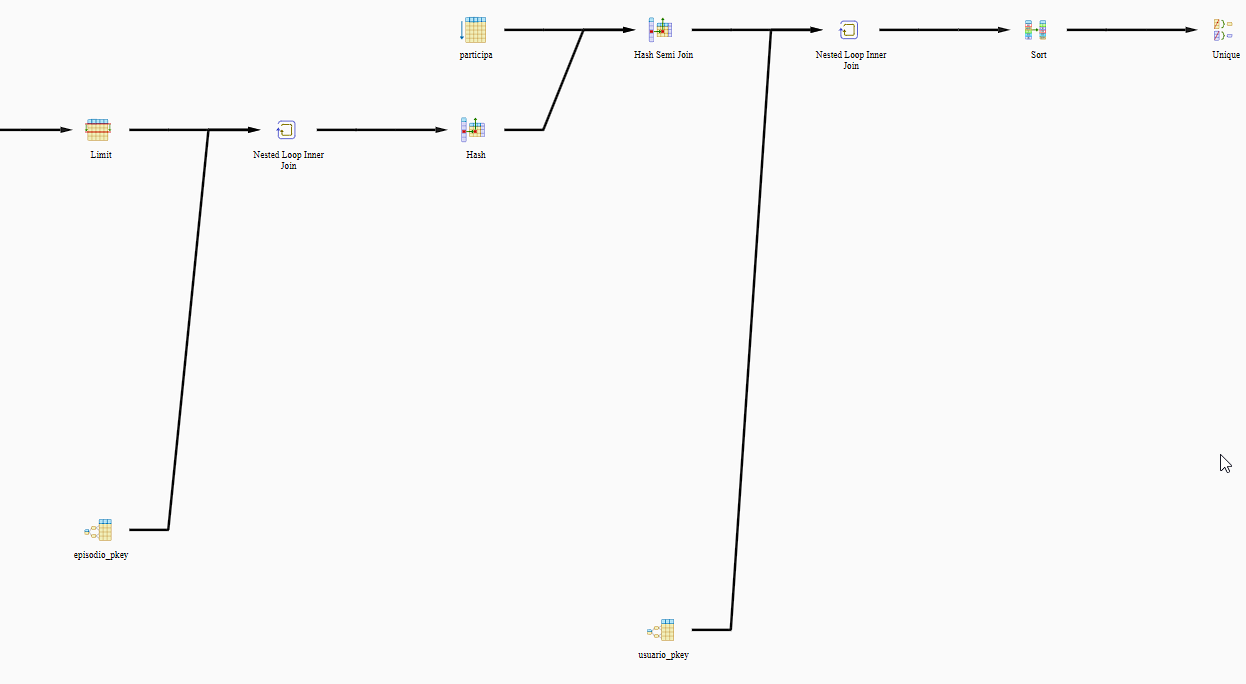 participa
Hash Semi Join
Nested Loop Inner
Join
Sort
Unique
Limit
Nested Loop Inner
Join
Hash
episodio_pkey
usuario_pkey